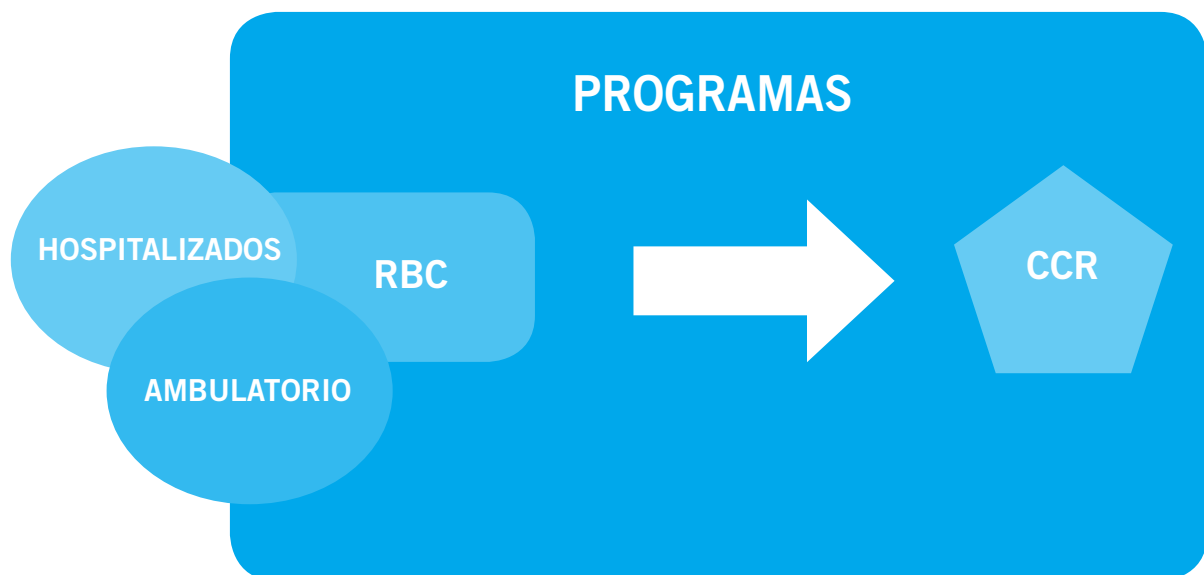 PROGRAMAS
HOSPITALIZADOS
RBC
CCR
AMBULATORIO